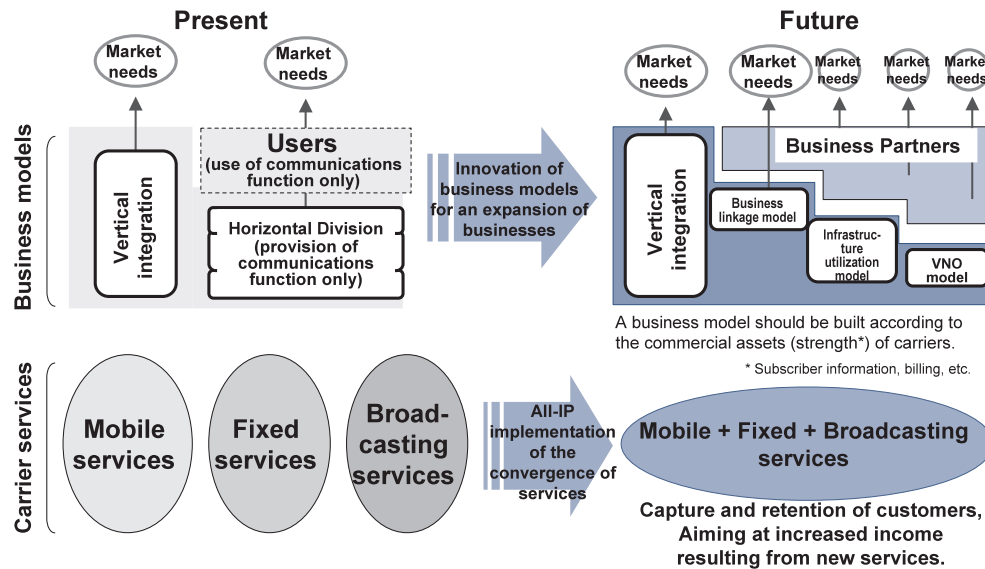 Present
Future
Market
needs
Market
needs
Market
needs
Market
needs
Market
needs
Market
needs
Market
needs
Business models
Vertical
integration
Users
(use of communications
function only)
Horizontal Division
(provision of
communications
function only)
Innovation of
business models
for an expansion of
businesses
Vertical
integration
Business Partners
Business
linkage model
Infrastruc-
ture
utilization
model
VNO
model
A business model should be built according to
the commercial assets (strength*) of carriers.
* Subscriber information, billing, etc.
Carrier services
Mobile
services
Fixed
services
Broad-
casting
services
All-IP
implementation
of the
convergence of
services
Mobile + Fixed + Broadcasting
services
Capture and retention of customers,
Aiming at increased income
resulting from new services.